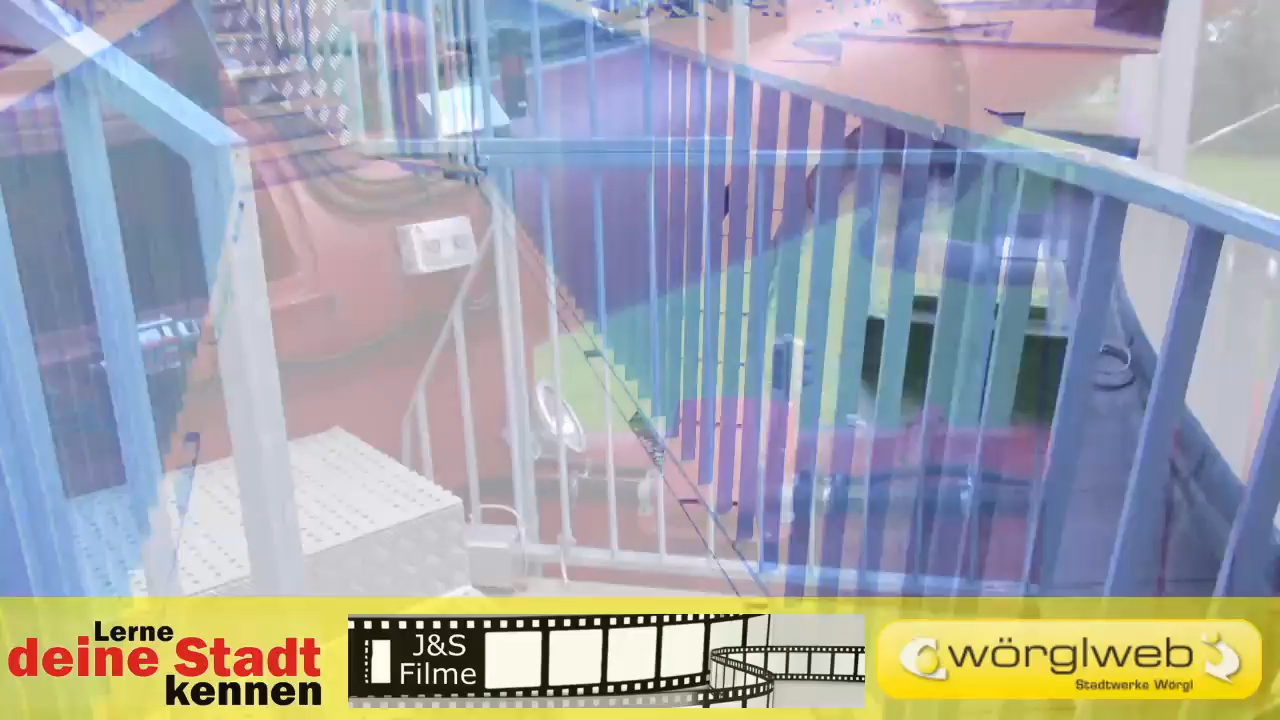 Lerne
deine Stadt
kennen
J&S
Filme
wörglweb
Stadtwerke Wörgl